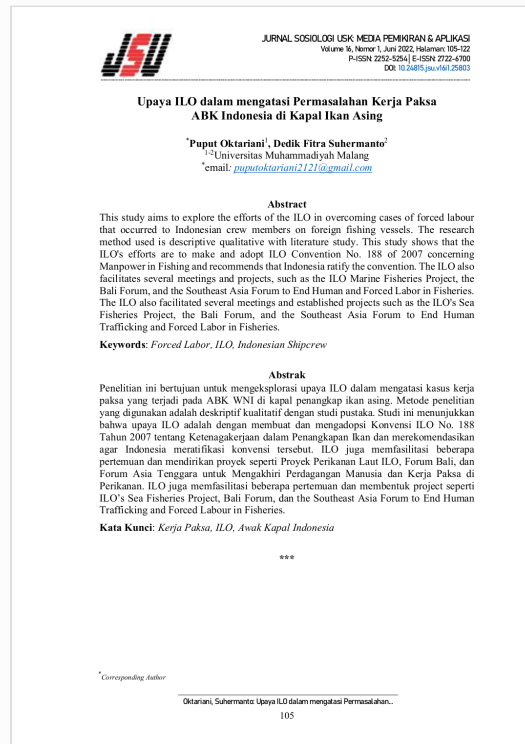 JSU
JURNAL SOSIOLOGI USK: MEDIA PEMIKIRAN & APLIKASI
Volume 16, Nomor 1, Juni 2022, Halaman: 105-122
P-ISSN: 2252-5254| E-ISSN: 2722-6700
DOI: 10.24815.jsu.v16i1.25803
Upaya ILO dalam mengatasi Permasalahan Kerja Paksa
ABK Indonesia di Kapal Ikan Asing
*Puput Oktariani1, Dedik Fitra Suhermanto2
1-2Universitas Muhammadiyah Malang
*email: puputoktariani2121@gmail.com
Abstract
This study aims to explore the efforts of the ILO in overcoming cases of forced labour
that occurred to Indonesian crew members on foreign fishing vessels. The research
method used is descriptive qualitative with literature study. This study shows that the
ILO's efforts are to make and adopt ILO Convention No. 188 of 2007 concerning
Manpower in Fishing and recommends that Indonesia ratify the convention. The ILO also
facilitates several meetings and projects, such as the ILO Marine Fisheries Project, the
Bali Forum, and the Southeast Asia Forum to End Human and Forced Labor in Fisheries.
The ILO also facilitated several meetings and established projects such as the ILO's Sea
Fisheries Project, the Bali Forum, and the Southeast Asia Forum to End Human
Trafficking and Forced Labor in Fisheries.
Keywords: Forced Labor, ILO, Indonesian Shipcrew
Abstrak
Penelitian ini bertujuan untuk mengeksplorasi upaya ILO dalam mengatasi kasus kerja
paksa yang terjadi pada ABK WNI di kapal penangkap ikan asing. Metode penelitian
yang digunakan adalah deskriptif kualitatif dengan studi pustaka. Studi ini menunjukkan
bahwa upaya ILO adalah dengan membuat dan mengadopsi Konvensi ILO No. 188
Tahun 2007 tentang Ketenagakerjaan dalam Penangkapan Ikan dan merekomendasikan
agar Indonesia meratifikasi konvensi tersebut. ILO juga memfasilitasi beberapa
pertemuan dan mendirikan proyek seperti Proyek Perikanan Laut ILO, Forum Bali, dan
Forum Asia Tenggara untuk Mengakhiri Perdagangan Manusia dan Kerja Paksa di
Perikanan. ILO juga memfasilitasi beberapa pertemuan dan membentuk project seperti
ILO's Sea Fisheries Project, Bali Forum, dan the Southeast Asia Forum to End Human
Trafficking and Forced Labour in Fisheries.
Kata Kunci: Kerja Paksa, ILO, Awak Kapal Indonesia
***
*Corresponding Author
Oktariani, Suhermanto: Upaya ILO dalam mengatasi Permasalahan...
105